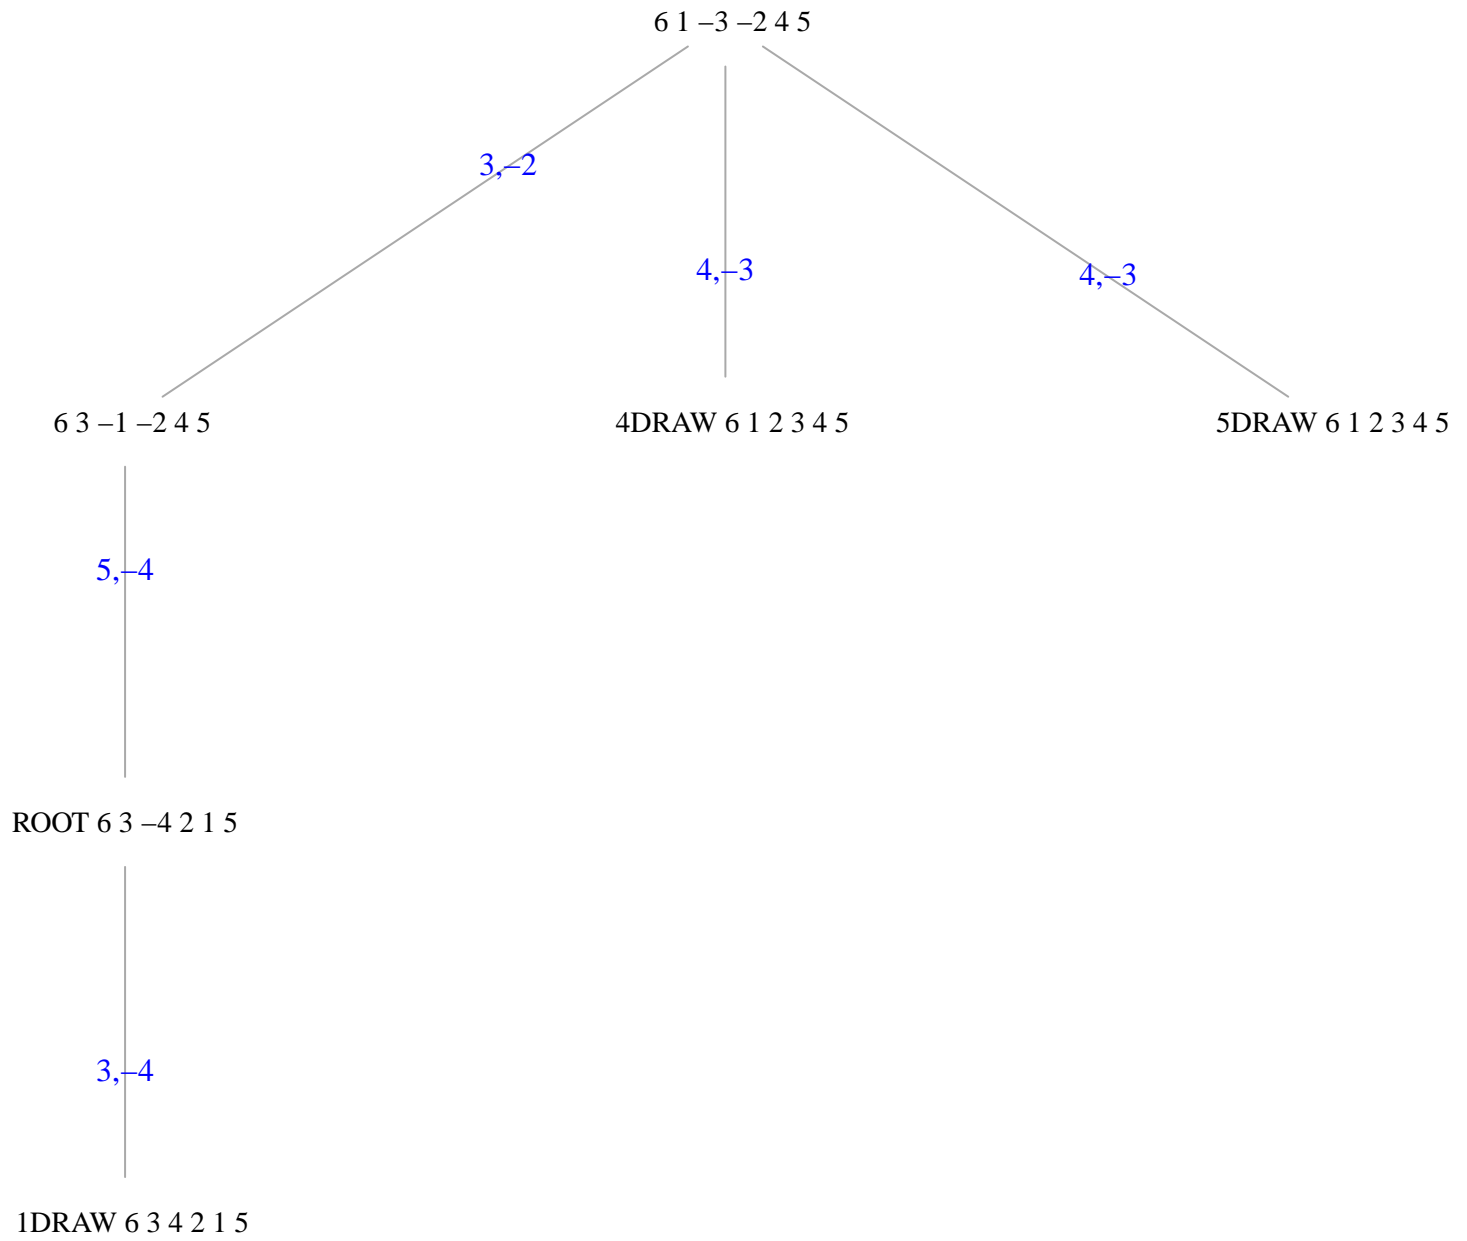 6 1 –3 –2 4 5
3,–2
4,–3
4,–3
6 3 –1 –2 4 5
4DRAW 6 1 2 3 4 5
5DRAW 6 1 2 3 4 5
5,–4
ROOT 6 3 –4 2 1 5
3,–4
1DRAW 6 3 4 2 1 5